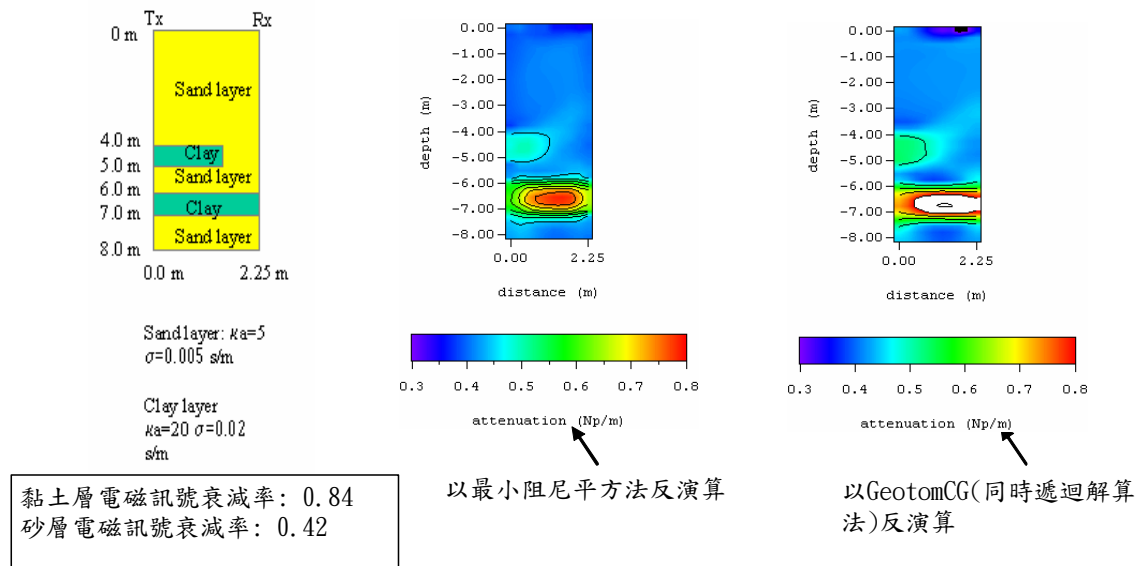 Tx Rx
0 m
Sand layer
4.0 m
Clay
5.0 m
Sand layer
6.0 m
Clay
7.0 m
Sand layer
8.0 m
0.0 m 2.25 m
Sand layer: κa=5
σ=0.005 s/m
Clay layer
κa=20 σ=0.02
s/m
黏土層電磁訊號衰減率: 0.84
砂層電磁訊號衰減率: 0.42
0.00
-1.00
-2.00
-3.00
-4.00
-5.00
-6.00
-7.00
-8.00
depth (m)
0.00 2.25
distance (m)
0.3 0.4 0.5 0.6 0.7 0.8
attenuation (Np/m)
以最小阻尼平方法反演算
0.00
-1.00
-2.00
-3.00
-4.00
-5.00
-6.00
-7.00
-8.00
depth (m)
0.00 2.25
distance (m)
0.3 0.4 0.5 0.6 0.7 0.8
attenuation (Np/m)
以GeotomCG(同時遞迴解算
法)反演算